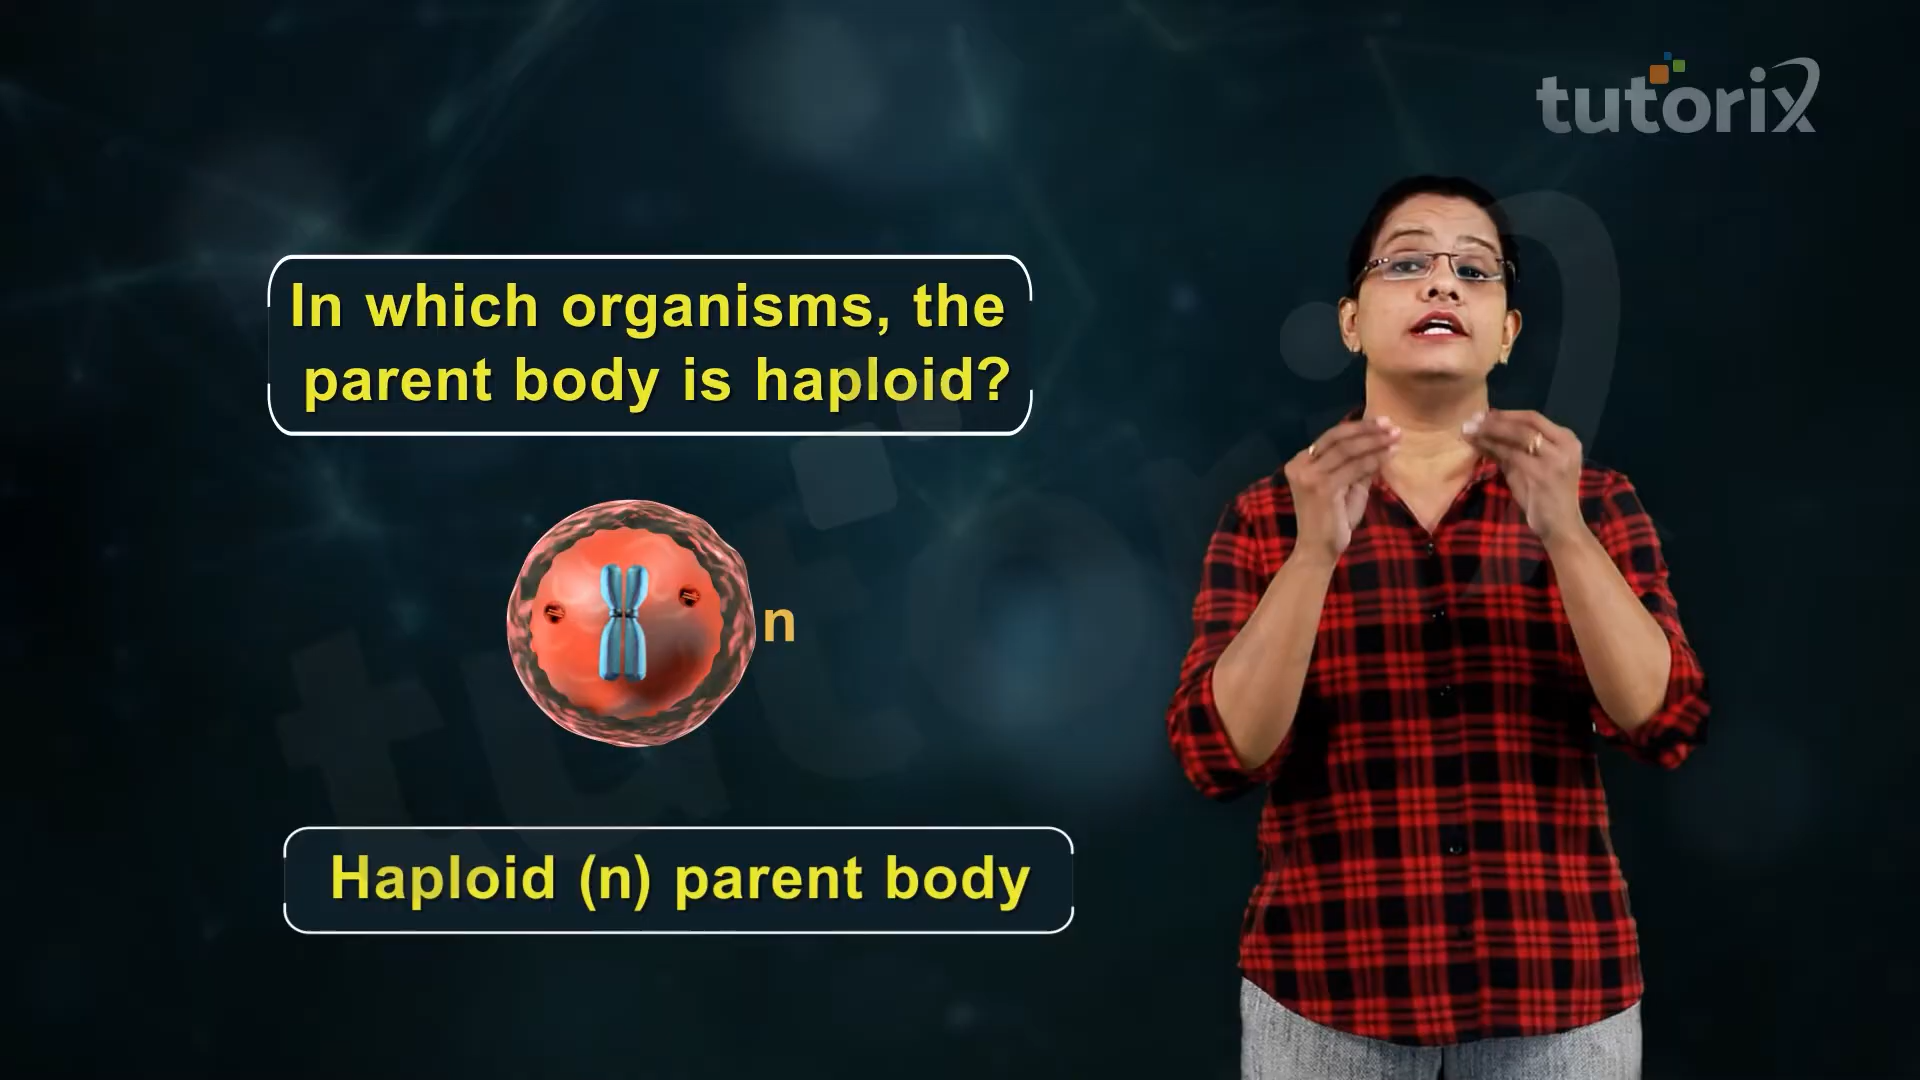 tutorix
In which organisms, the
parent body is haploid?
n
Haploid (n) parent body